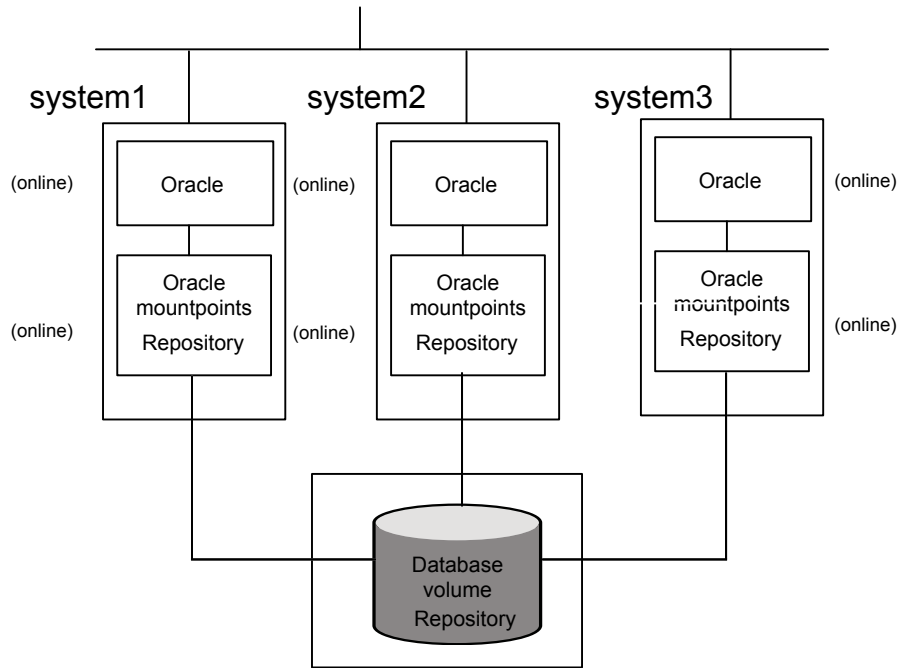 system1
system2
system3
(online)
Oracle
(online)
Oracle
Oracle
(online)
(online)
Oracle
mountpoints
Repository
(online)
Oracle
mountpoints
Repository
Oracle
mountpoints
Repository
(online)
Database
volume
Repository